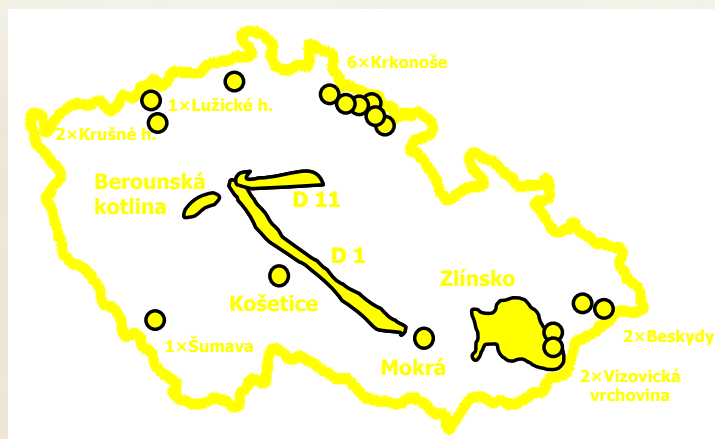 6×Krkonoše
1×Lužické h.
2×Krušné h.
Berounská
kotlina
D 11
D 1
Košetice
Zlínsko
1×Šumava
Mokrá
2×Beskydy
2×Vizovická
vrchovina